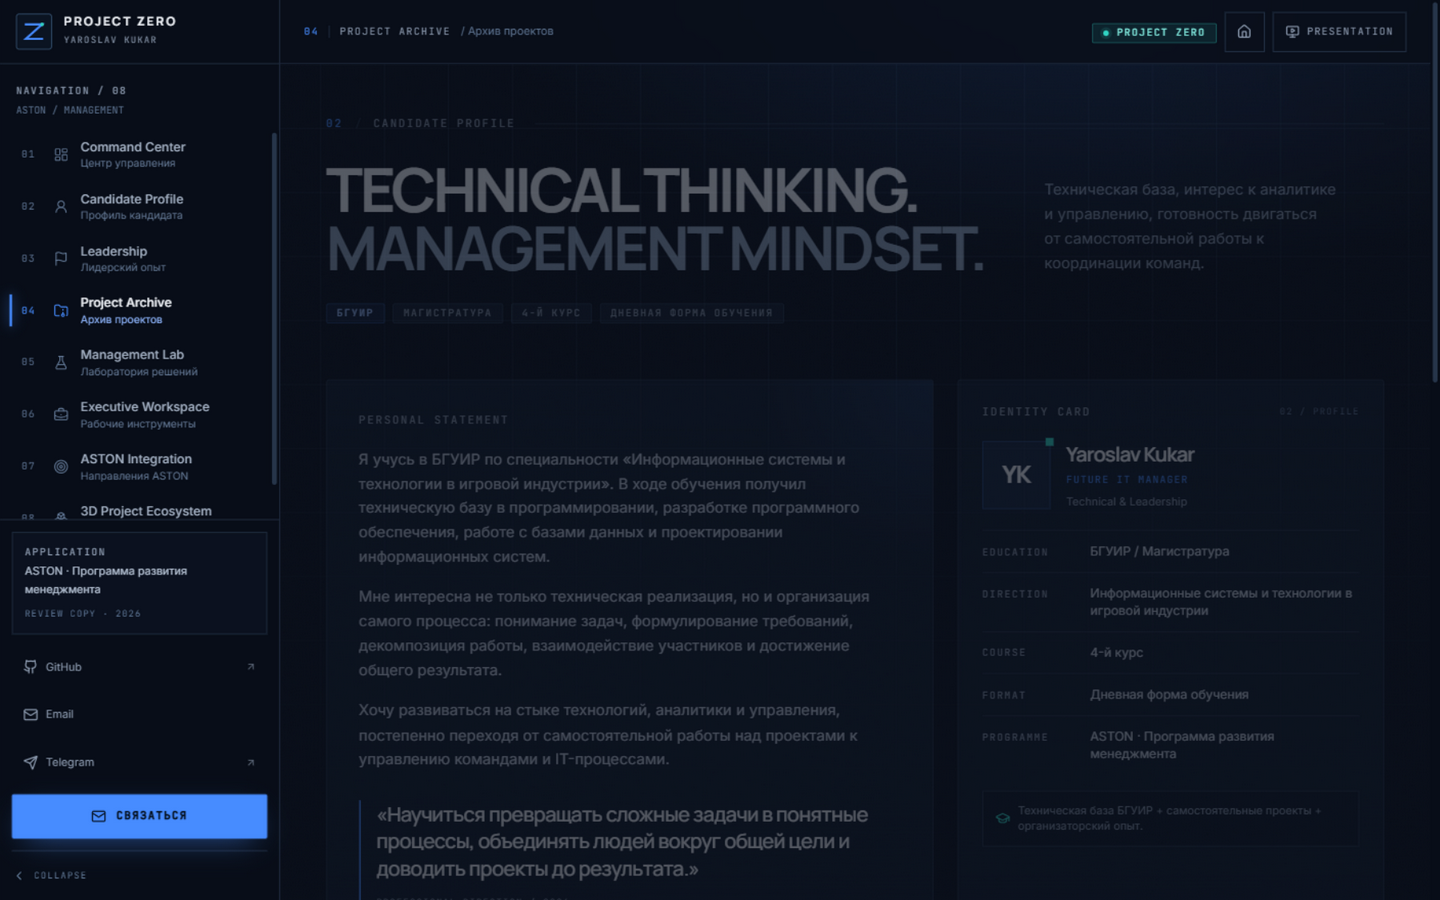 PROJECT ZERO
YAROSLAV KUKAR
NAVIGATION / 08
ASTON / MANAGEMENT
01 Command Center
Центр управления
02 Candidate Profile
Профиль кандидата
03 Leadership
Лидерский опыт
04 Project Archive
Архив проектов
05 Management Lab
Лаборатория решений
06 Executive Workspace
Рабочие инструменты
07 ASTON Integration
Направления ASTON
08 3D Project Ecosystem
APPLICATION
ASTON · Программа развития
менеджмента
REVIEW COPY · 2026
GitHub
Email
Telegram
СВЯЗАТЬСЯ
COLLAPSE
04 | PROJECT ARCHIVE / Архив проектов
PROJECT ZERO
PRESENTATION
02 / CANDIDATE PROFILE
TECHNICAL THINKING.
MANAGEMENT MINDSET.
Техническая база, интерес к аналитике
и управлению, готовность двигаться
от самостоятельной работы к
координации команд.
БГУИР МАГИСТРАТУРА 4-Й КУРС ДНЕВНАЯ ФОРМА ОБУЧЕНИЯ
PERSONAL STATEMENT
Я учусь в БГУИР по специальности «Информационные системы и
технологии в игровой индустрии». В ходе обучения получил
техническую базу в программировании, разработке программного
обеспечения, работе с базами данных и проектировании
информационных систем.
Мне интересна не только техническая реализация, но и организация
самого процесса: понимание задач, формулирование требований,
декомпозиция работы, взаимодействие участников и достижение
общего результата.
Хочу развиваться на стыке технологий, аналитики и управления,
постепенно переходя от самостоятельной работы над проектами к
управлению командами и IT-процессами.
«Научиться превращать сложные задачи в понятные
процессы, объединять людей вокруг общей цели и
доводить проекты до результата.»
IDENTITY CARD
02 / PROFILE
YK
Yaroslav Kukar
FUTURE IT MANAGER
Technical & Leadership
EDUCATION БГУИР / Магистратура
DIRECTION Информационные системы и технологии в
игровой индустрии
COURSE 4-й курс
FORMAT Дневная форма обучения
PROGRAMME ASTON · Программа развития
менеджмента
Техническая база БГУИР + самостоятельные проекты +
организаторский опыт.